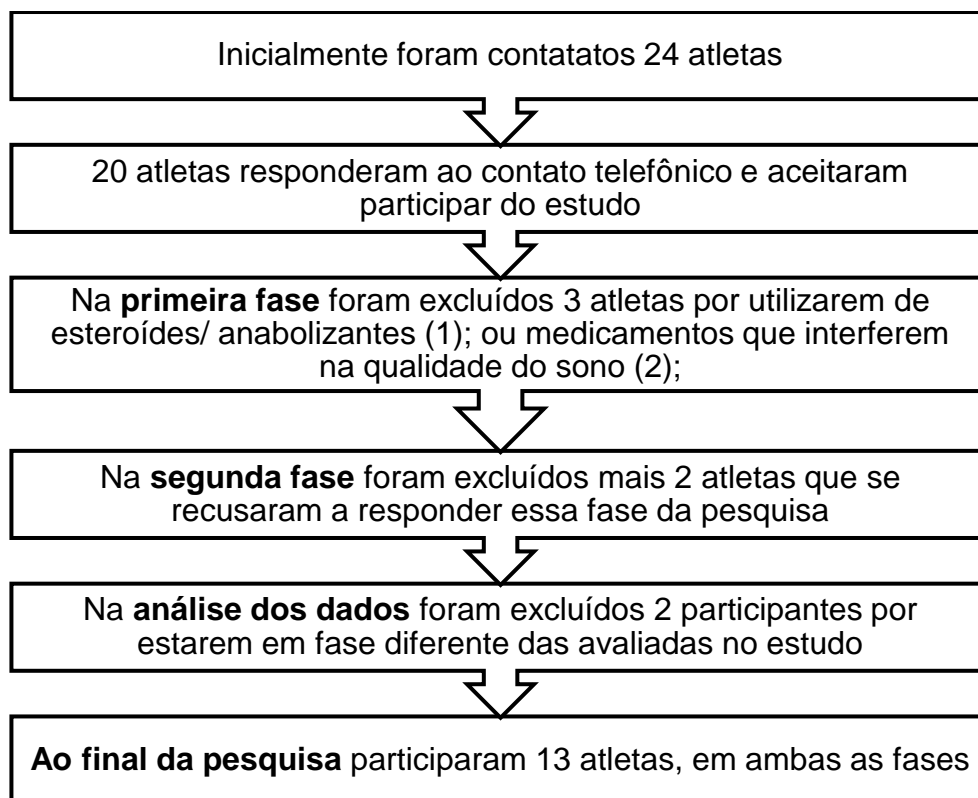 Inicialmente foram contatatos 24 atletas
20 atletas responderam ao contato telefônico e aceitaram
participar do estudo
Na primeira fase foram excluídos 3 atletas por utilizarem de
esteroídes/ anabolizantes (1); ou medicamentos que interferem
na qualidade do sono (2);
Na segunda fase foram excluídos mais 2 atletas que se
recusaram a responder essa fase da pesquisa
Na análise dos dados foram excluídos 2 participantes por
estarem em fase diferente das avaliadas no estudo
Ao final da pesquisa participaram 13 atletas, em ambas as fases